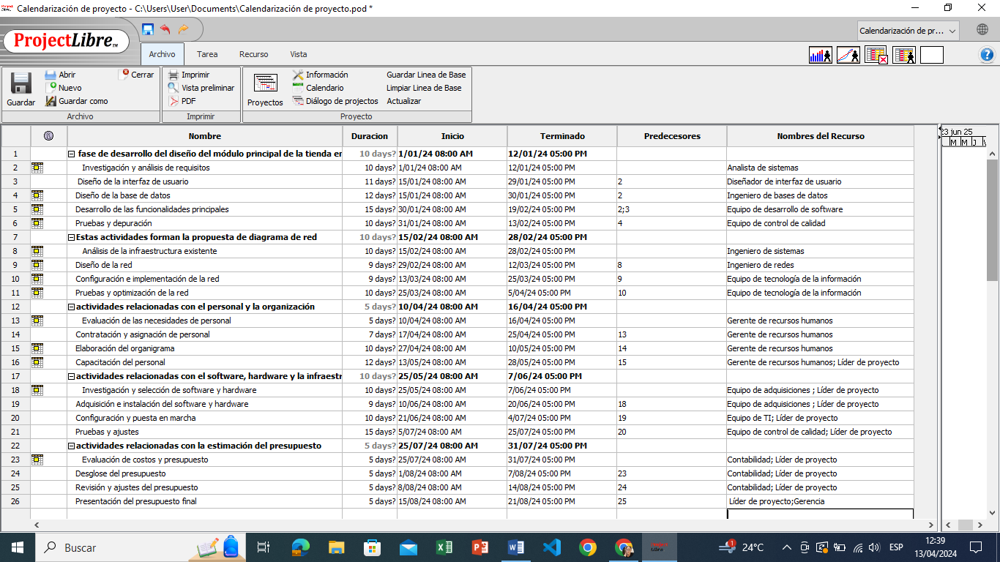 Calendarización de proyecto - C:\Users\User\Documents\Calendarización de proyecto.pod *
ProjectLibre™
Calendarización de pr...
Archivo Tarea Recurso Vista
Guardar
Abrir
Nuevo
Guardar como
Cerrar
Archivo
Imprimir
Vista preliminar
PDF
Imprimir
Proyectos
Información
Calendario
Diálogo de projectos
Guardar Linea de Base
Limpiar Linea de Base
Actualizar
Proyecto
Nombre Duracion Inicio Terminado Predecesores Nombres del Recurso
23 jun 25
M M J V
1 fase de desarrollo del diseño del módulo principal de la tienda en 10 days? 1/01/24 08:00 AM 12/01/24 05:00 PM
2 Investigación y análisis de requisitos 10 days? 1/01/24 08:00 AM 12/01/24 05:00 PM Analista de sistemas
3 Diseño de la interfaz de usuario 11 days? 15/01/24 08:00 AM 29/01/24 05:00 PM 2 Diseñador de interfaz de usuario
4 Diseño de la base de datos 12 days? 15/01/24 08:00 AM 30/01/24 05:00 PM 2 Ingeniero de bases de datos
5 Desarrollo de las funcionalidades principales 15 days? 30/01/24 08:00 AM 19/02/24 05:00 PM 2;3 Equipo de desarrollo de software
6 Pruebas y depuración 10 days? 31/01/24 08:00 AM 13/02/24 05:00 PM 4 Equipo de control de calidad
7 Estas actividades forman la propuesta de diagrama de red 10 days? 15/02/24 08:00 AM 28/02/24 05:00 PM
8 Análisis de la infraestructura existente 10 days? 15/02/24 08:00 AM 28/02/24 05:00 PM Ingeniero de sistemas
9 Diseño de la red 9 days? 29/02/24 08:00 AM 12/03/24 05:00 PM 8 Ingeniero de redes
10 Configuración e implementación de la red 9 days? 13/03/24 08:00 AM 25/03/24 05:00 PM 9 Equipo de tecnología de la información
11 Pruebas y optimización de la red 10 days? 25/03/24 08:00 AM 5/04/24 05:00 PM 10 Equipo de tecnología de la información
12 actividades relacionadas con el personal y la organización 5 days? 10/04/24 08:00 AM 16/04/24 05:00 PM
13 Evaluación de las necesidades de personal 5 days? 10/04/24 08:00 AM 16/04/24 05:00 PM Gerente de recursos humanos
14 Contratación y asignación de personal 7 days? 17/04/24 08:00 AM 25/04/24 05:00 PM 13 Gerente de recursos humanos
15 Elaboración del organigrama 10 days? 27/04/24 08:00 AM 10/05/24 05:00 PM 14 Gerente de recursos humanos
16 Capacitación del personal 12 days? 13/05/24 08:00 AM 28/05/24 05:00 PM 15 Gerente de recursos humanos; Líder de proyecto
17 actividades relacionadas con el software, hardware y la infraestr 10 days? 25/05/24 08:00 AM 7/06/24 05:00 PM
18 Investigación y selección de software y hardware 10 days? 25/05/24 08:00 AM 7/06/24 05:00 PM Equipo de adquisiciones ; Líder de proyecto
19 Adquisición e instalación del software y hardware 9 days? 10/06/24 08:00 AM 20/06/24 05:00 PM 18 Equipo de adquisiciones ; Líder de proyecto
20 Configuración y puesta en marcha 10 days? 21/06/24 08:00 AM 4/07/24 05:00 PM 19 Equipo de TI; Líder de proyecto
21 Pruebas y ajustes 15 days? 5/07/24 08:00 AM 25/07/24 05:00 PM 20 Equipo de control de calidad; Líder de proyecto
22 actividades relacionadas con la estimación del presupuesto 5 days? 25/07/24 08:00 AM 31/07/24 05:00 PM
23 Evaluación de costos y presupuesto 5 days? 25/07/24 08:00 AM 31/07/24 05:00 PM Contabilidad; Líder de proyecto
24 Desglose del presupuesto 5 days? 1/08/24 08:00 AM 7/08/24 05:00 PM 23 Contabilidad; Líder de proyecto
25 Revisión y ajustes del presupuesto 5 days? 8/08/24 08:00 AM 14/08/24 05:00 PM 24 Contabilidad; Líder de proyecto
26 Presentación del presupuesto final 5 days? 15/08/24 08:00 AM 21/08/24 05:00 PM 25 Líder de proyecto;Gerencia
Buscar
1
24°C
ESP
12:39
13/04/2024